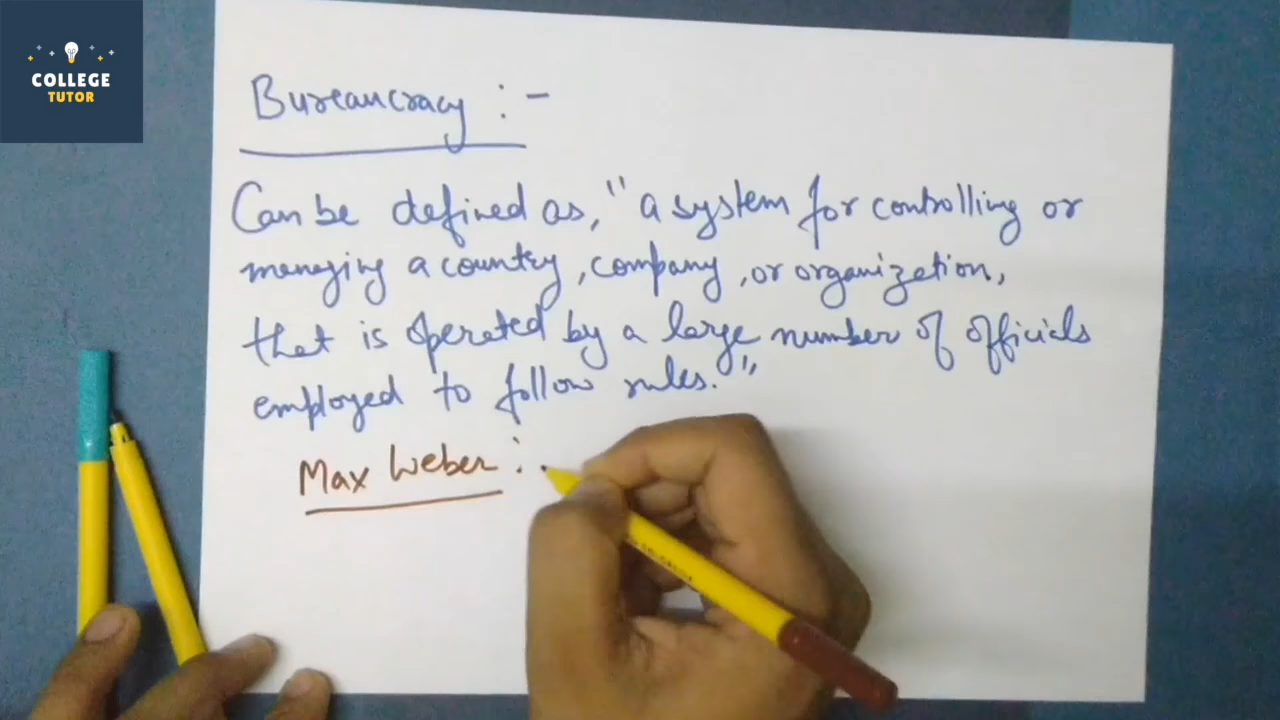 COLLEGE
TUTOR
Bureaucracy :-
Can be defined as, "a system for controlling or
managing a country, company, or organization,
that is operated by a large number of officials
employed to follow rules."
Max Weber :